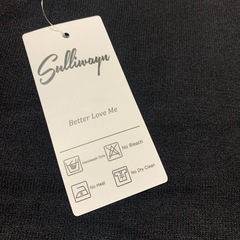 Sulliwayn
Better Love Me
Handwash Only
No Bleach
No Heat
No Dry Clean